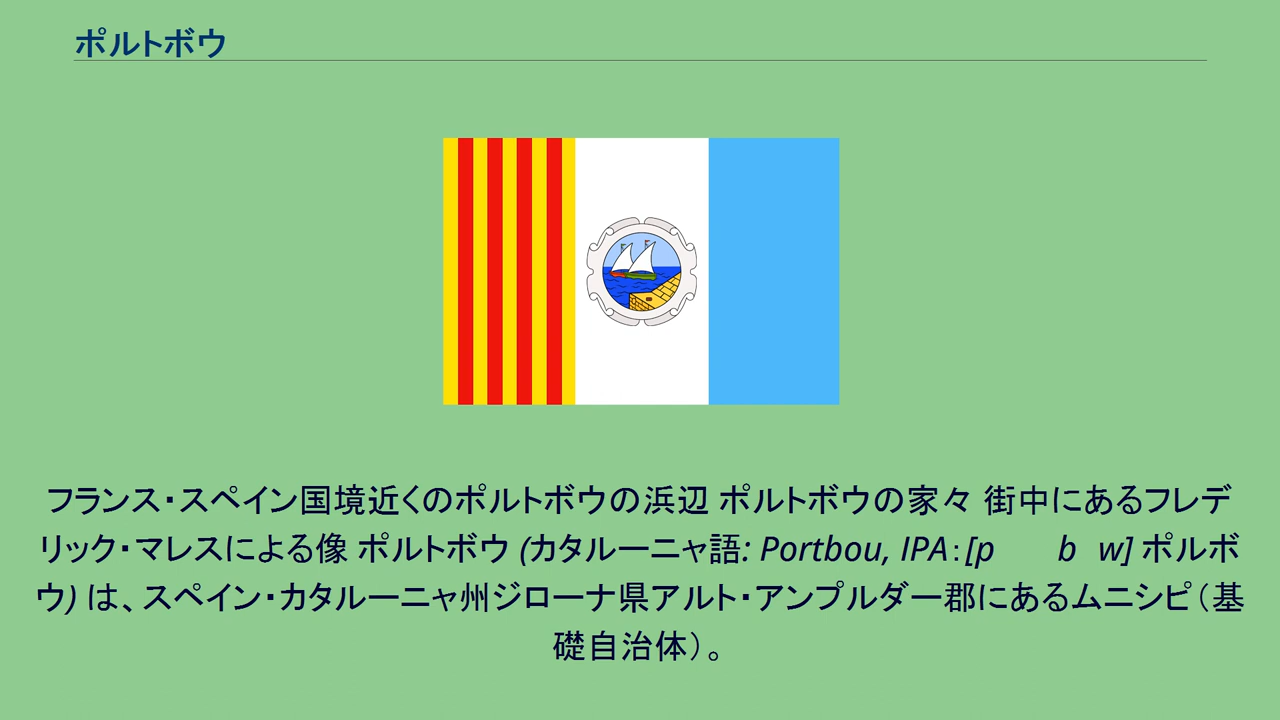 ポルトボウ
フランス・スペイン国境近くのポルトボウの浜辺 ポルトボウの家々 街中にあるフレデ
リック・マレスによる像 ポルトボウ (カタルーニャ語: Portbou, IPA：[p b w] ポルボ
ウ) は、スペイン・カタルーニャ州ジローナ県アルト・アンプルダー郡にあるムニシピ（基
礎自治体）。